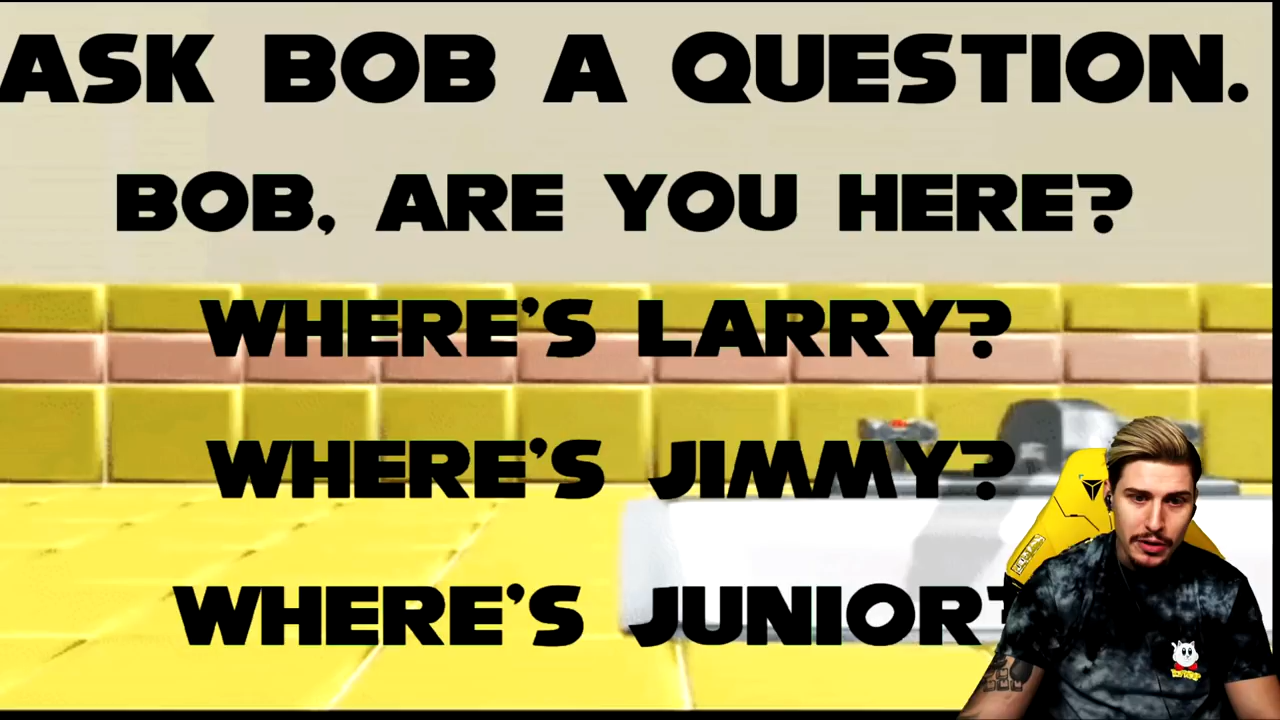 ASK BOB A QUESTION.
BOB, ARE YOU HERE?
WHERE'S LARRY?
WHERE'S JIMMY?
WHERE'S JUNIOR?